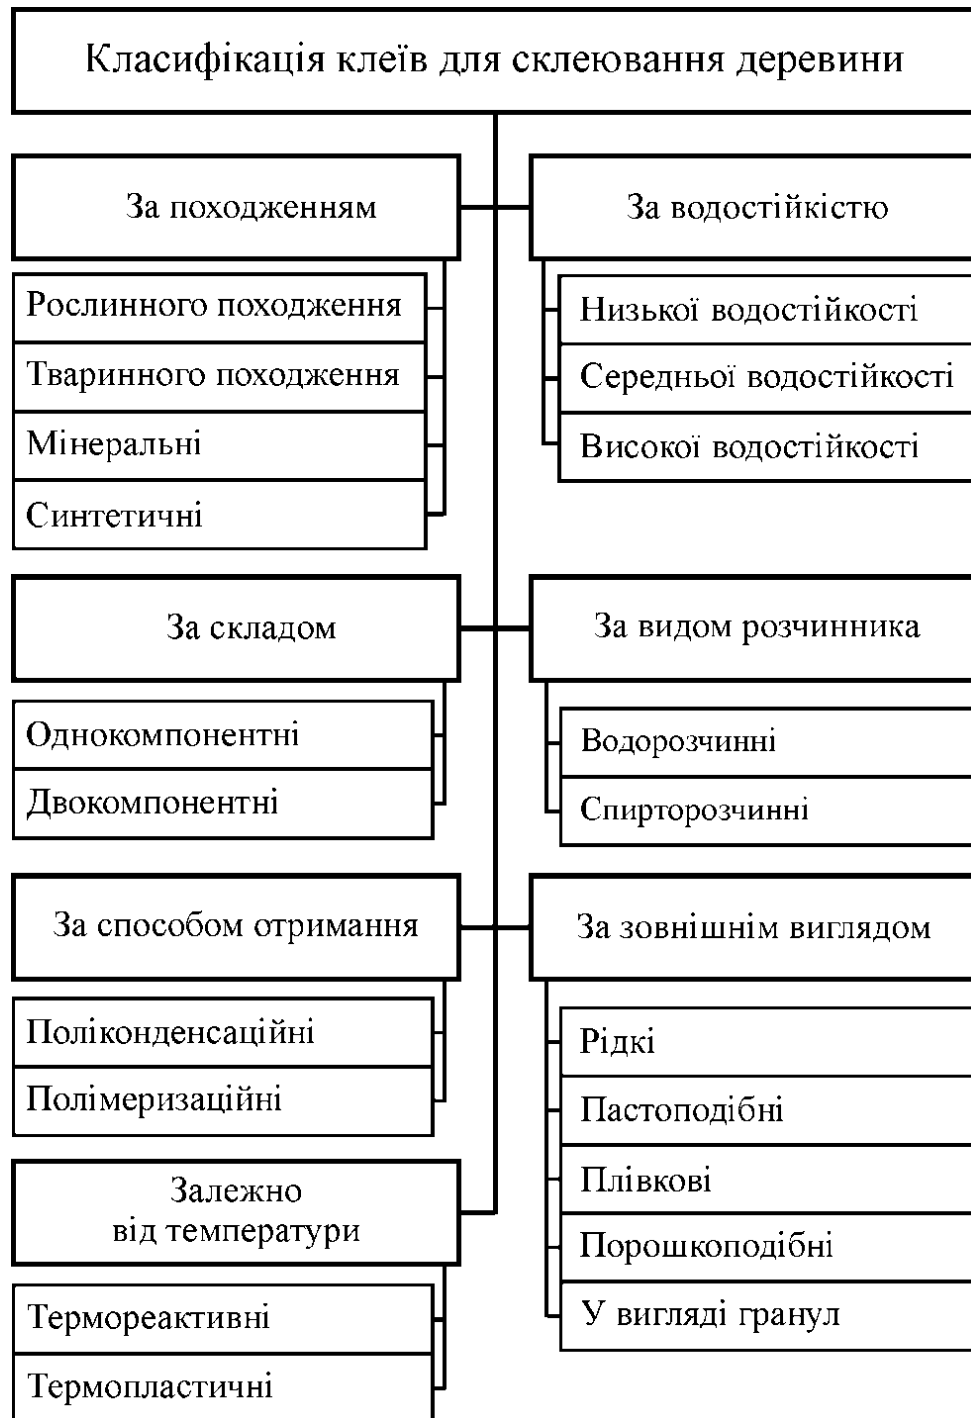 Класифікація клеїв для склеювання деревини
За походженням
Рослинного походження
Тваринного походження
Мінеральні
Синтетичні
За водостійкістю
Низької водостійкості
Середньої водостійкості
Високої водостійкості
За складом
Однокомпонентні
Двокомпонентні
За видом розчинника
Водорозчинні
Спирторозчинні
За способом отримання
Поліконденсаційні
Полімеризаційні
За зовнішнім виглядом
Рідкі
Пастоподібні
Плівкові
Порошкоподібні
У вигляді гранул
Залежно
від температури
Термореактивні
Термопластичні